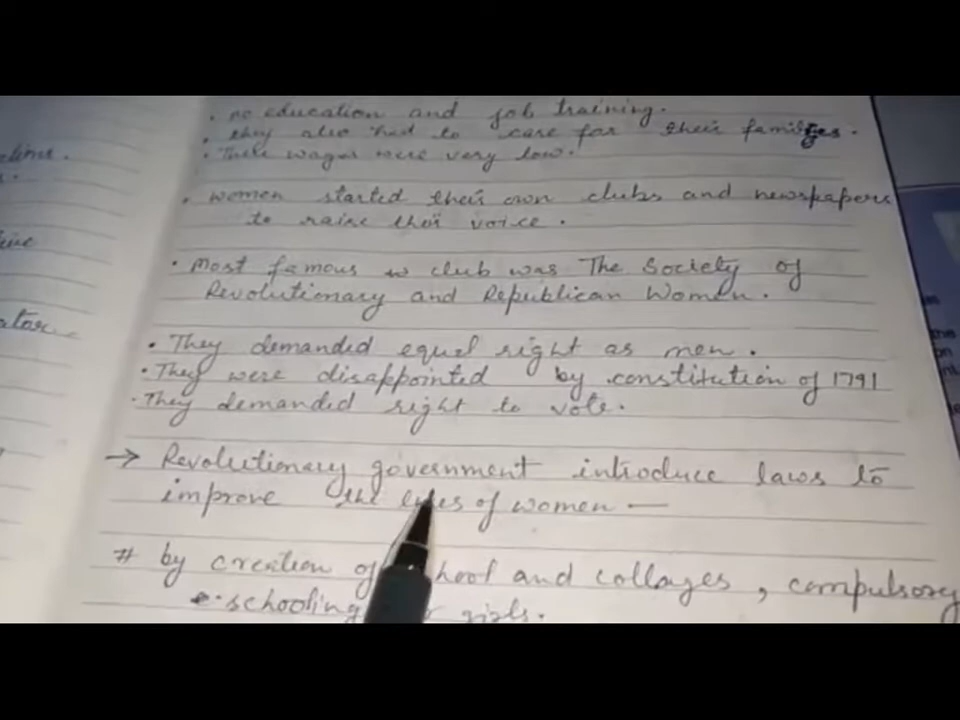 • no education and job training.
• they also had to care for their families.
• There wages were very low.
• women started their own clubs and newspapers
to raise their voice.
• Most famous w club was The Society of
Revolutionary and Republican Women.
• They demanded equal right as men.
• They were disappointed by constitution of 1791
• They demanded right to vote.
→ Revolutionary government introduce laws to
improve the lives of women —
# by creation of and collages, compulsory
schooling girls.